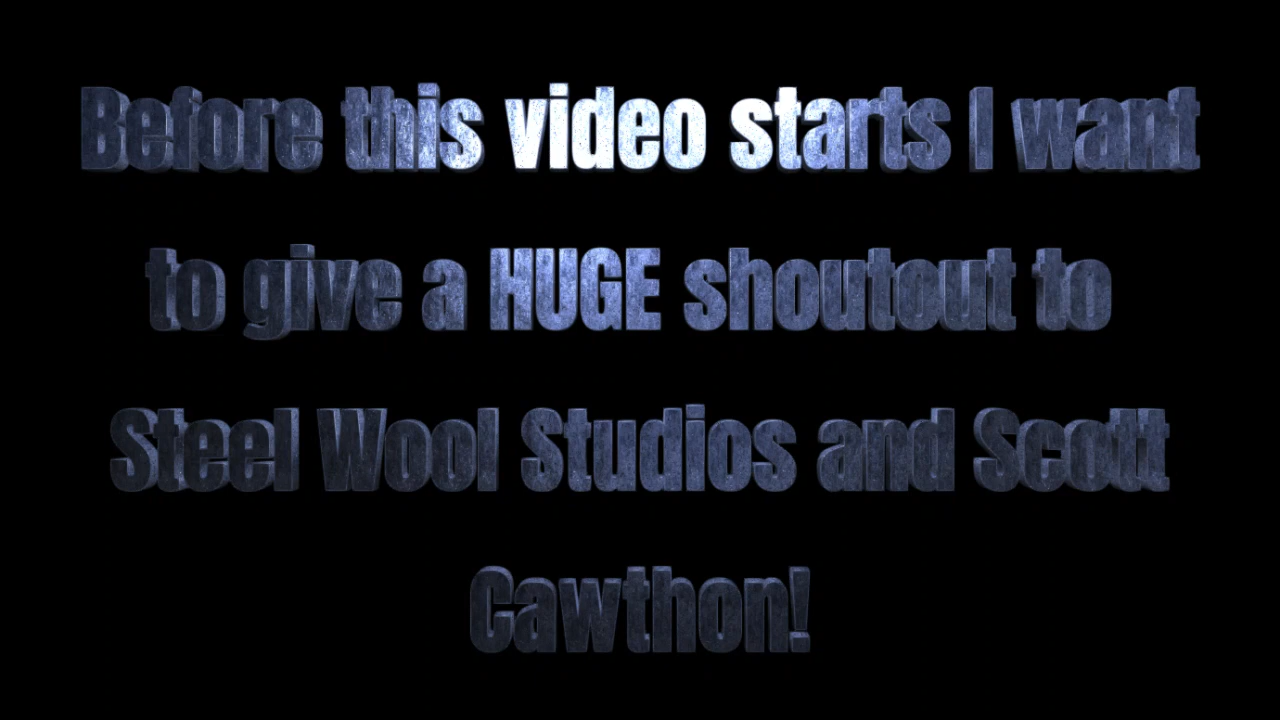 Before this video starts I want
to give a HUGE shoutout to
Steel Wool Studios and Scott
Cawthon!